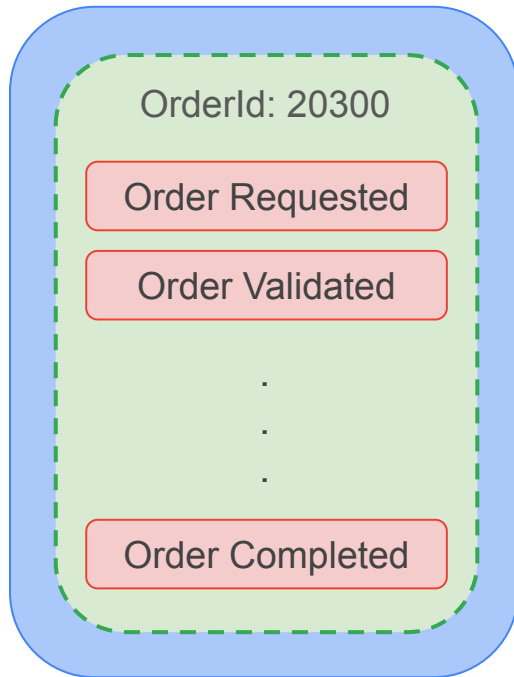 OrderId: 20300
Order Requested
Order Validated
.
.
.
Order Completed